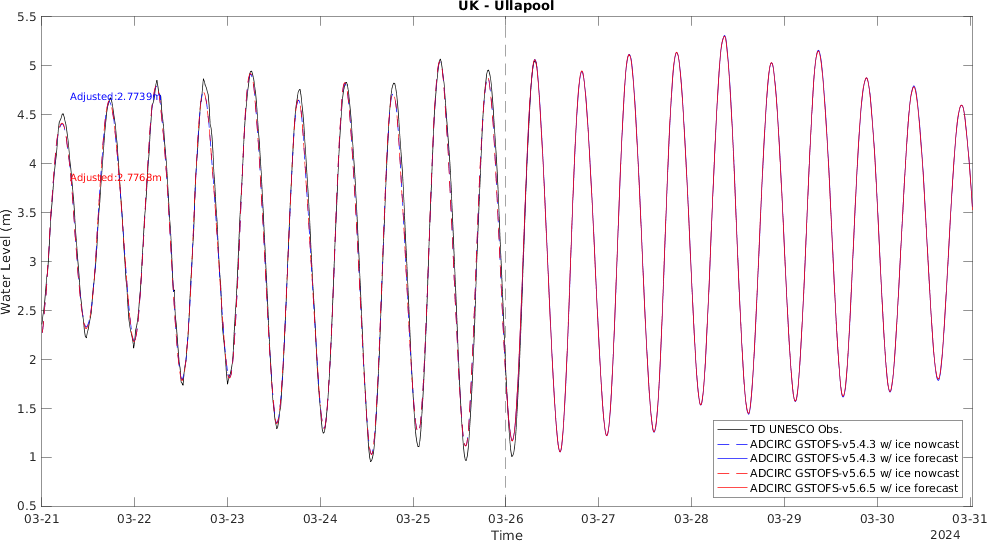 UK - Ullapool
5.5
5
4.5
4
3.5
3
2.5
2
1.5
1
0.5
Water Level (m)
Adjusted:2.7739m
Adjusted:2.7763m
TD UNESCO Obs.
ADCIRC GSTOFS-v5.4.3 w/ ice nowcast
ADCIRC GSTOFS-v5.4.3 w/ ice forecast
ADCIRC GSTOFS-v5.6.5 w/ ice nowcast
ADCIRC GSTOFS-v5.6.5 w/ ice forecast
03-21 03-22 03-23 03-24 03-25 03-26 03-27 03-28 03-29 03-30 03-31
Time
2024